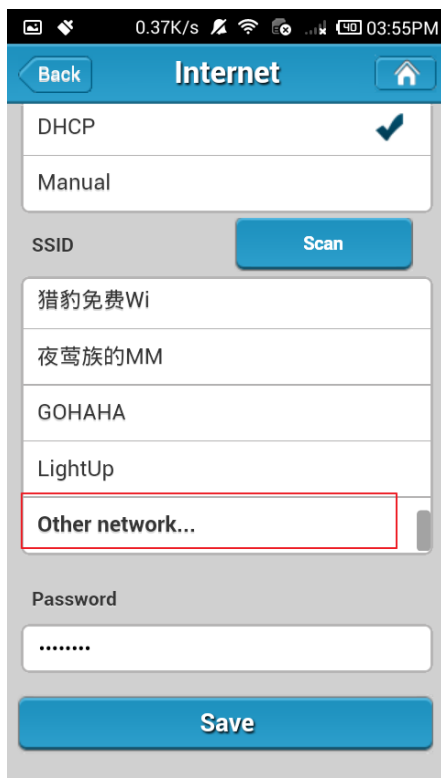 0.37K/s 40 03:55PM
Back Internet
DHCP
Manual
SSID Scan
猎豹免费Wi
夜莺族的MM
GOHAHA
LightUp
Other network...
Password
........
Save